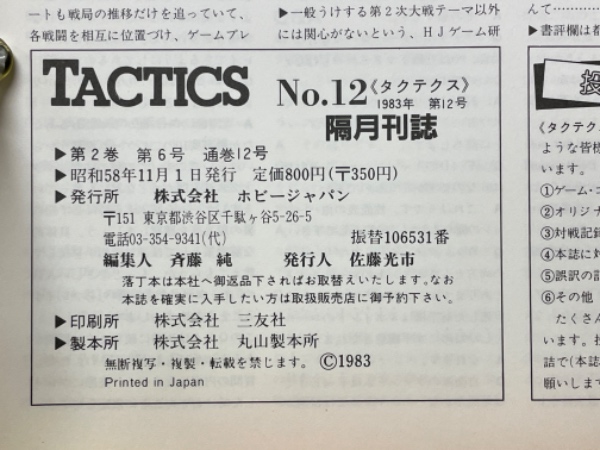 ートも戦局の推移だけを追っていて、
各戦闘を相互に位置づけ、ゲームプレ
▶一般うけする第2次大戦テーマ以外
には関心がないという、HJゲーム研
んて…………
▶書評欄は都
TACTICS No.12《タクテクス》
1983年 第12号
隔月刊誌
▶第2巻 第6号 通巻12号
▶昭和58年11月1日発行 定価800円(〒350円)
▶発行所 株式会社 ホビージャパン
〒151 東京都渋谷区千駄ケ谷5-26-5
電話03-354-9341(代) 振替106531番
編集人 斉藤 純 発行人 佐藤光市
落丁本は本社へ御返品下さればお取替えいたします。なお
本誌を確実に入手したい方は取扱販売店に御予約下さい。
▶印刷所 株式会社 三友社
▶製本所 株式会社 丸山製本所
無断複写・複製・転載を禁じます。 ©1983
Printed in Japan
投
《タクテク
ような皆様
います。
①ゲーム・コ
②オリジナ
③対戦記録
④本誌に対
⑤誤訳の訂
⑥その他
たくさん
います。投
詰で(本誌に
願いします